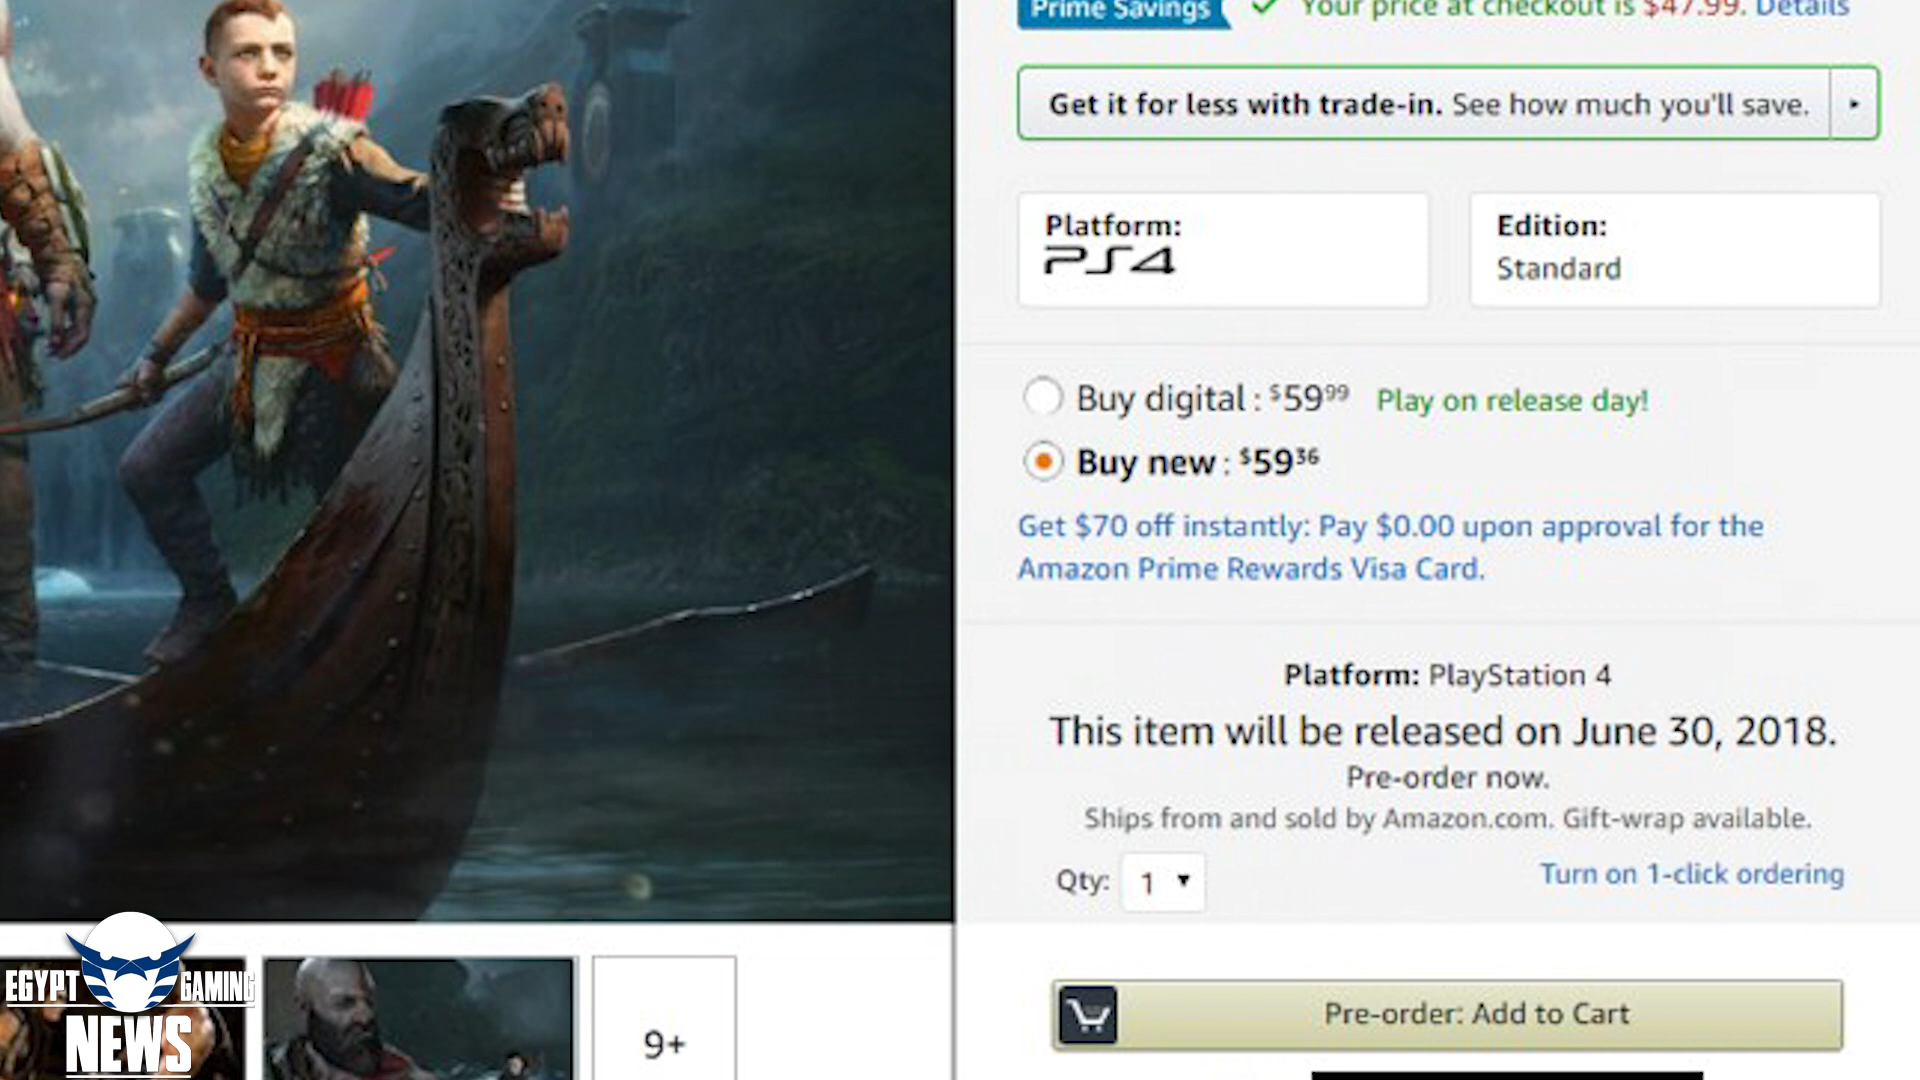 Prime Savings Your price at checkout is $47.99. Details
Get it for less with trade-in. See how much you'll save.
Platform:
PS4
Edition:
Standard
Buy digital : $59⁹⁹ Play on release day!
Buy new : $59³⁶
Get $70 off instantly: Pay $0.00 upon approval for the
Amazon Prime Rewards Visa Card.
Platform: PlayStation 4
This item will be released on June 30, 2018.
Pre-order now.
Ships from and sold by Amazon.com. Gift-wrap available.
Qty: 1
Turn on 1-click ordering
Pre-order: Add to Cart
9+
EGYPT GAMING
NEWS